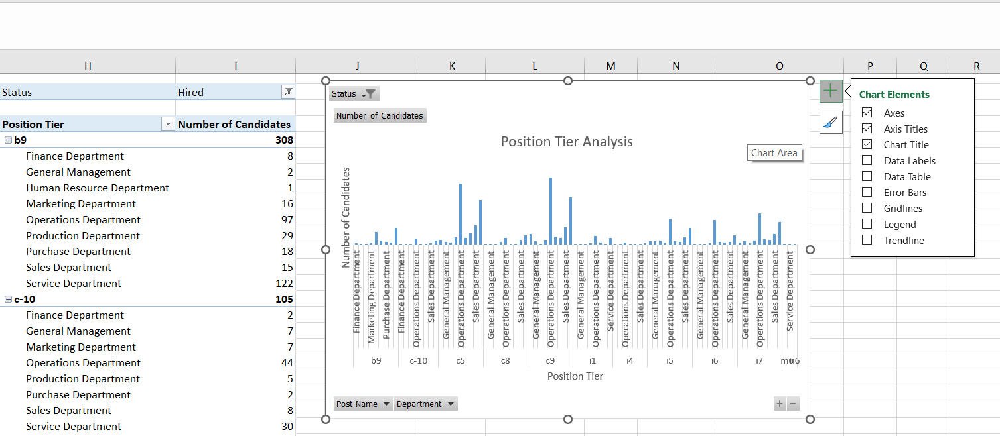 H I J K L M N O P Q R
Status Hired
Position Tier Number of Candidates
b9 308
Finance Department 8
General Management 2
Human Resource Department 1
Marketing Department 16
Operations Department 97
Production Department 29
Purchase Department 18
Sales Department 15
Service Department 122
c-10 105
Finance Department 2
General Management 7
Marketing Department 7
Operations Department 44
Production Department 5
Purchase Department 2
Sales Department 8
Service Department 30
Status
Number of Candidates
Position Tier Analysis
Chart Area
Number of Candidates
Finance Department
Marketing Department
Purchase Department
Finance Department
Operations Department
Sales Department
General Management
Operations Department
Sales Department
General Management
Operations Department
Sales Department
General Management
Operations Department
Sales Department
General Management
Operations Department
Service Department
Operations Department
Sales Department
General Management
Operations Department
Sales Department
General Management
Operations Department
Sales Department
General Management
Operations Department
Sales Department
Service Department
b9 c-10 c5 c8 c9 i1 i4 i5 i6 i7
Position Tier
Post Name Department + −
Chart Elements
Axes
Axis Titles
Chart Title
Data Labels
Data Table
Error Bars
Gridlines
Legend
Trendline